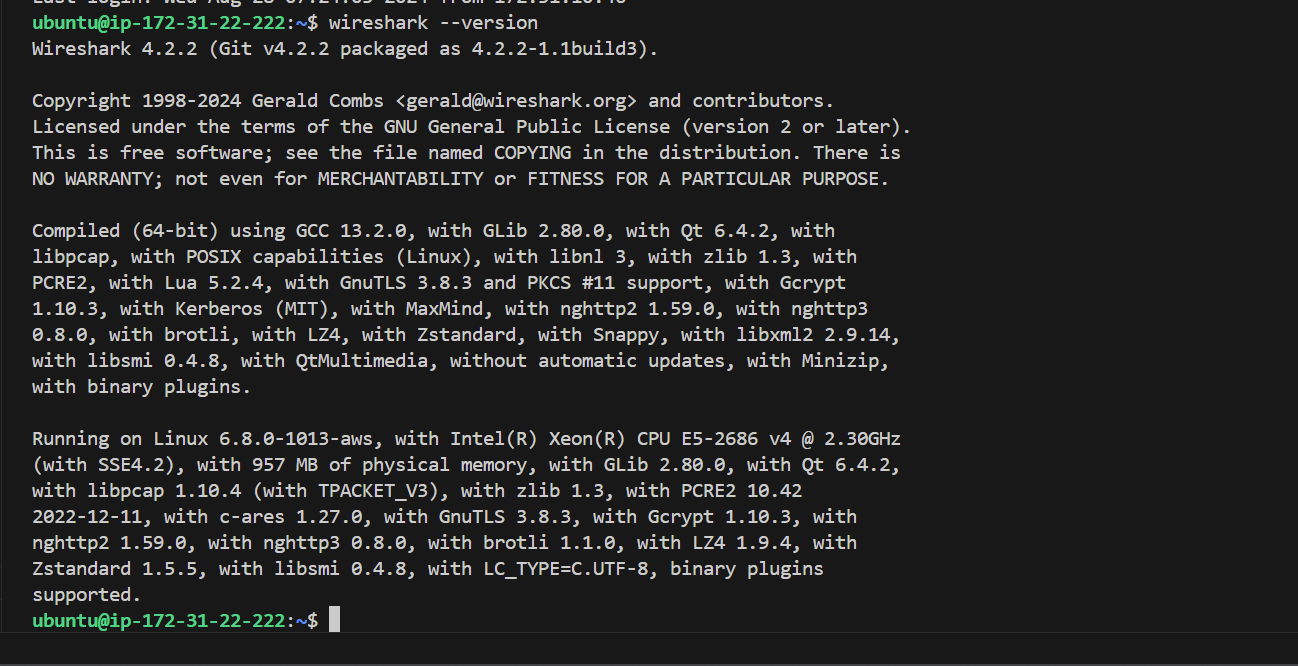 ubuntu@ip-172-31-22-222:~$ wireshark --version
Wireshark 4.2.2 (Git v4.2.2 packaged as 4.2.2-1.1build3).
Copyright 1998-2024 Gerald Combs <gerald@wireshark.org> and contributors.
Licensed under the terms of the GNU General Public License (version 2 or later).
This is free software; see the file named COPYING in the distribution. There is
NO WARRANTY; not even for MERCHANTABILITY or FITNESS FOR A PARTICULAR PURPOSE.
Compiled (64-bit) using GCC 13.2.0, with GLib 2.80.0, with Qt 6.4.2, with
libpcap, with POSIX capabilities (Linux), with libnl 3, with zlib 1.3, with
PCRE2, with Lua 5.2.4, with GnuTLS 3.8.3 and PKCS #11 support, with Gcrypt
1.10.3, with Kerberos (MIT), with MaxMind, with nghttp2 1.59.0, with nghttp3
0.8.0, with brotli, with LZ4, with Zstandard, with Snappy, with libxml2 2.9.14,
with libsmi 0.4.8, with QtMultimedia, without automatic updates, with Minizip,
with binary plugins.
Running on Linux 6.8.0-1013-aws, with Intel(R) Xeon(R) CPU E5-2686 v4 @ 2.30GHz
(with SSE4.2), with 957 MB of physical memory, with GLib 2.80.0, with Qt 6.4.2,
with libpcap 1.10.4 (with TPACKET_V3), with zlib 1.3, with PCRE2 10.42
2022-12-11, with c-ares 1.27.0, with GnuTLS 3.8.3, with Gcrypt 1.10.3, with
nghttp2 1.59.0, with nghttp3 0.8.0, with brotli 1.1.0, with LZ4 1.9.4, with
Zstandard 1.5.5, with libsmi 0.4.8, with LC_TYPE=C.UTF-8, binary plugins
supported.
ubuntu@ip-172-31-22-222:~$